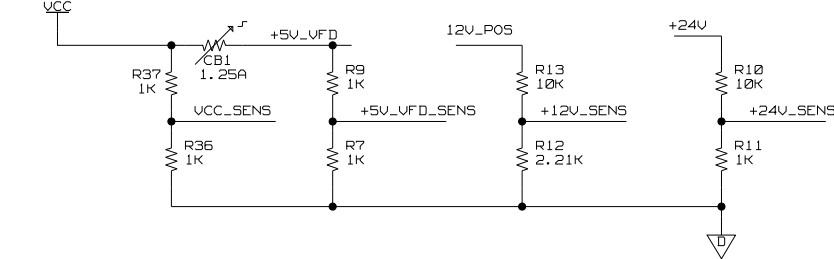 VCC
+5V_VFD
12V_POS
+24V
CB1
1.25A
R37
1K
R9
1K
R13
10K
R10
10K
VCC_SENS
+5V_VFD_SENS
+12V_SENS
+24V_SENS
R36
1K
R7
1K
R12
2.21K
R11
1K
D